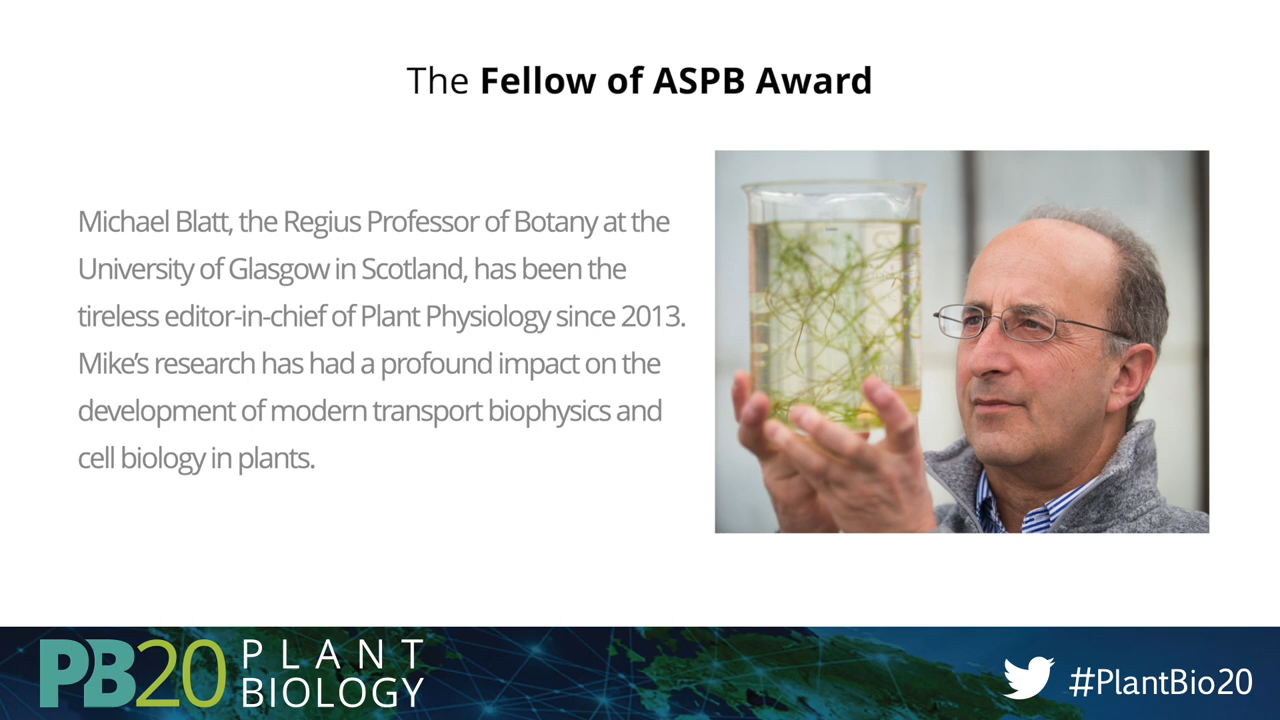 The Fellow of ASPB Award
Michael Blatt, the Regius Professor of Botany at the
University of Glasgow in Scotland, has been the
tireless editor-in-chief of Plant Physiology since 2013.
Mike's research has had a profound impact on the
development of modern transport biophysics and
cell biology in plants.
PB20 PLANT
BIOLOGY
#PlantBio20